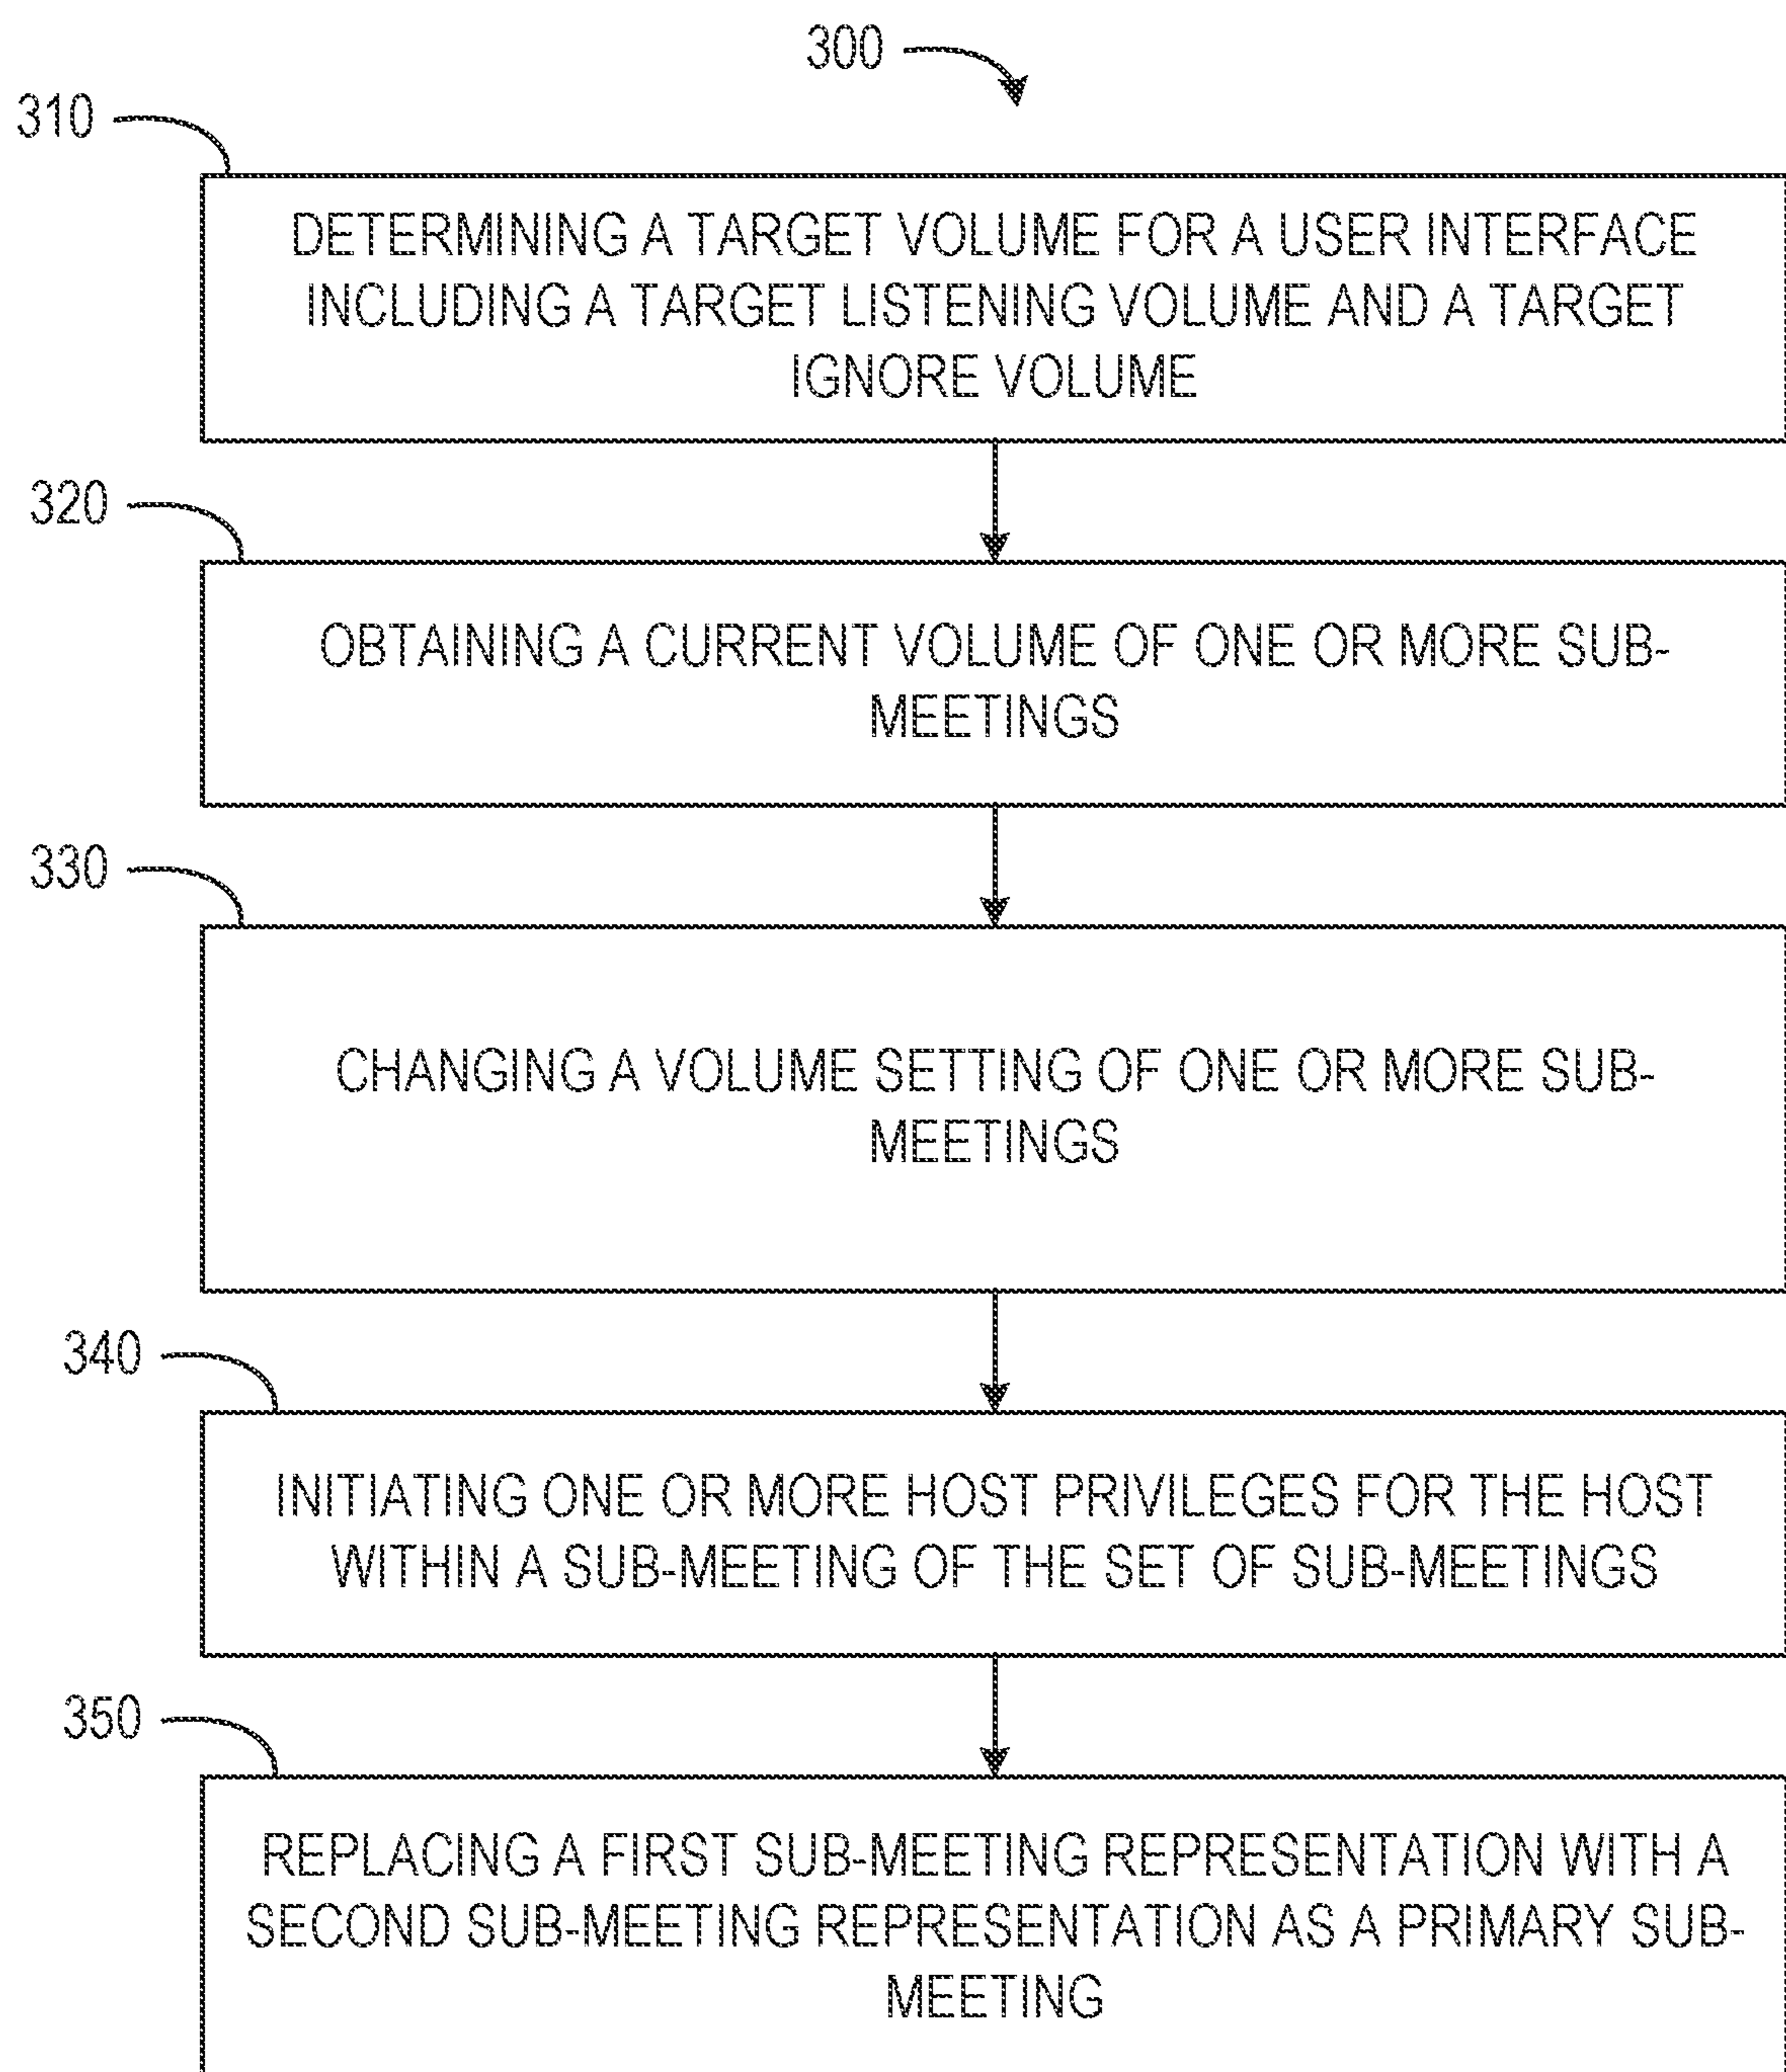 300
310
DETERMINING A TARGET VOLUME FOR A USER INTERFACE
INCLUDING A TARGET LISTENING VOLUME AND A TARGET
IGNORE VOLUME
320
OBTAINING A CURRENT VOLUME OF ONE OR MORE SUB-
MEETINGS
330
CHANGING A VOLUME SETTING OF ONE OR MORE SUB-
MEETINGS
340
INITIATING ONE OR MORE HOST PRIVILEGES FOR THE HOST
WITHIN A SUB-MEETING OF THE SET OF SUB-MEETINGS
350
REPLACING A FIRST SUB-MEETING REPRESENTATION WITH A
SECOND SUB-MEETING REPRESENTATION AS A PRIMARY SUB-
MEETING